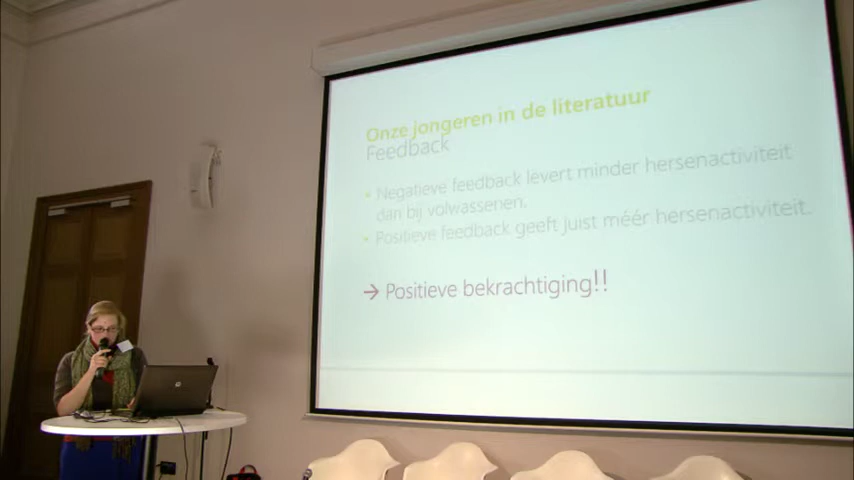 Onze jongeren in de literatuur
Feedback
• Negatieve feedback levert minder hersenactiviteit
dan bij volwassenen.
• Positieve feedback geeft juist méér hersenactiviteit.
→ Positieve bekrachtiging!!